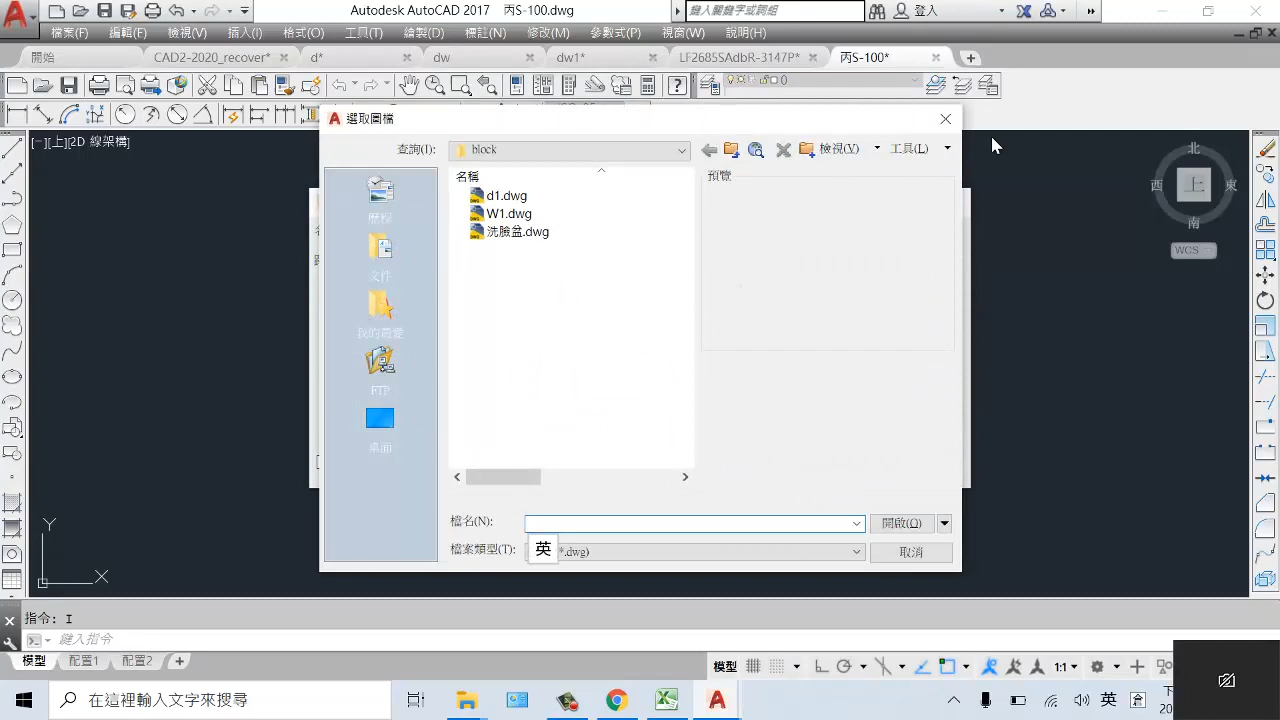 Autodesk AutoCAD 2017 丙S-100.dwg
鍵入關鍵字或詞組
登入
檔案(F) 編輯(E) 檢視(V) 插入(I) 格式(O) 工具(T) 繪製(D) 標註(N) 修改(M) 參數式(P) 視窗(W) 說明(H)
開始 CAD2-2020_recover* d* dw dw1* LF2685SAdbR-3147P* 丙S-100*
0
選取圖檔
[−][上][2D 線架構]
查詢(I): block
檢視(V) 工具(L)
名稱
預覽
d1.dwg
W1.dwg
洗臉盆.dwg
歷程
文件
我的最愛
FTP
桌面
北
西 上 東
南
WCS
檔名(N):
開啟(O)
檔案類型(T):
英
*.dwg)
取消
Y
X
指令: I
鍵入指令
模型 配置1 配置2
模型
1:1
在這裡輸入文字來搜尋
英
下
20